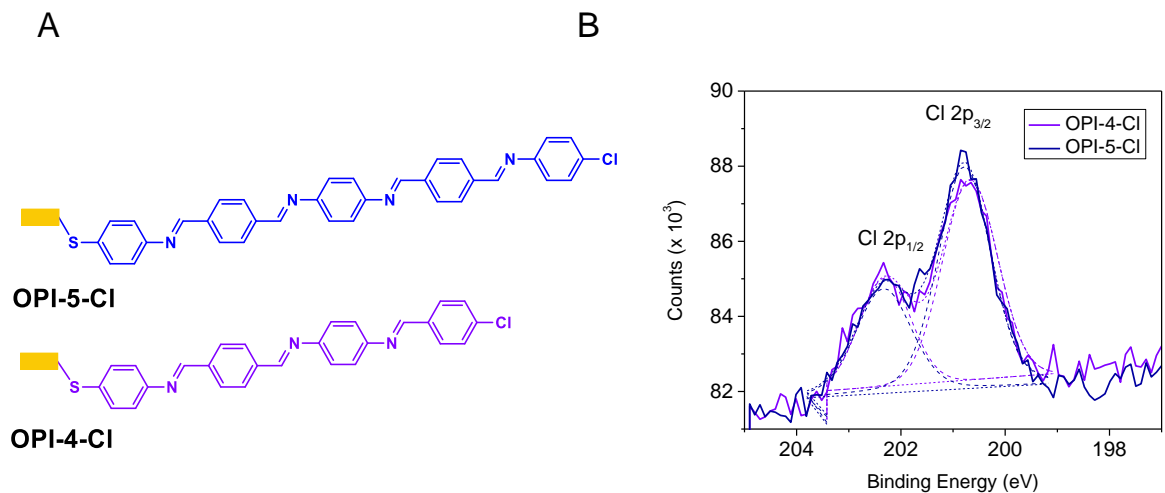 A
B
N
N
N
N
Cl
S
OPI-5-Cl
N
N
N
Cl
S
OPI-4-Cl
90
88
86
84
82
Counts (x 10³)
Cl 2p₃/₂
Cl 2p₁/₂
OPI-4-Cl
OPI-5-Cl
204
202
200
198
Binding Energy (eV)